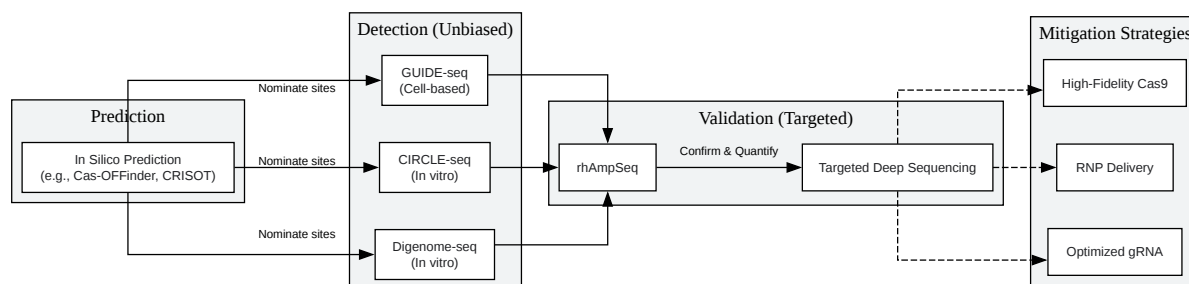 Prediction
In Silico Prediction
(e.g., Cas-OFFinder, CRISOT)
Nominate sites
Nominate sites
Nominate sites
Detection (Unbiased)
GUIDE-seq
(Cell-based)
CIRCLE-seq
(In vitro)
Digenome-seq
(In vitro)
Validation (Targeted)
rhAmpSeq
Confirm & Quantify
Targeted Deep Sequencing
Mitigation Strategies
High-Fidelity Cas9
RNP Delivery
Optimized gRNA